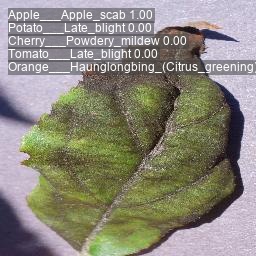 Apple___Apple_scab 1.00
Potato___Late_blight 0.00
Cherry___Powdery_mildew 0.00
Tomato___Late_blight 0.00
Orange___Haunglongbing_(Citrus_greening)